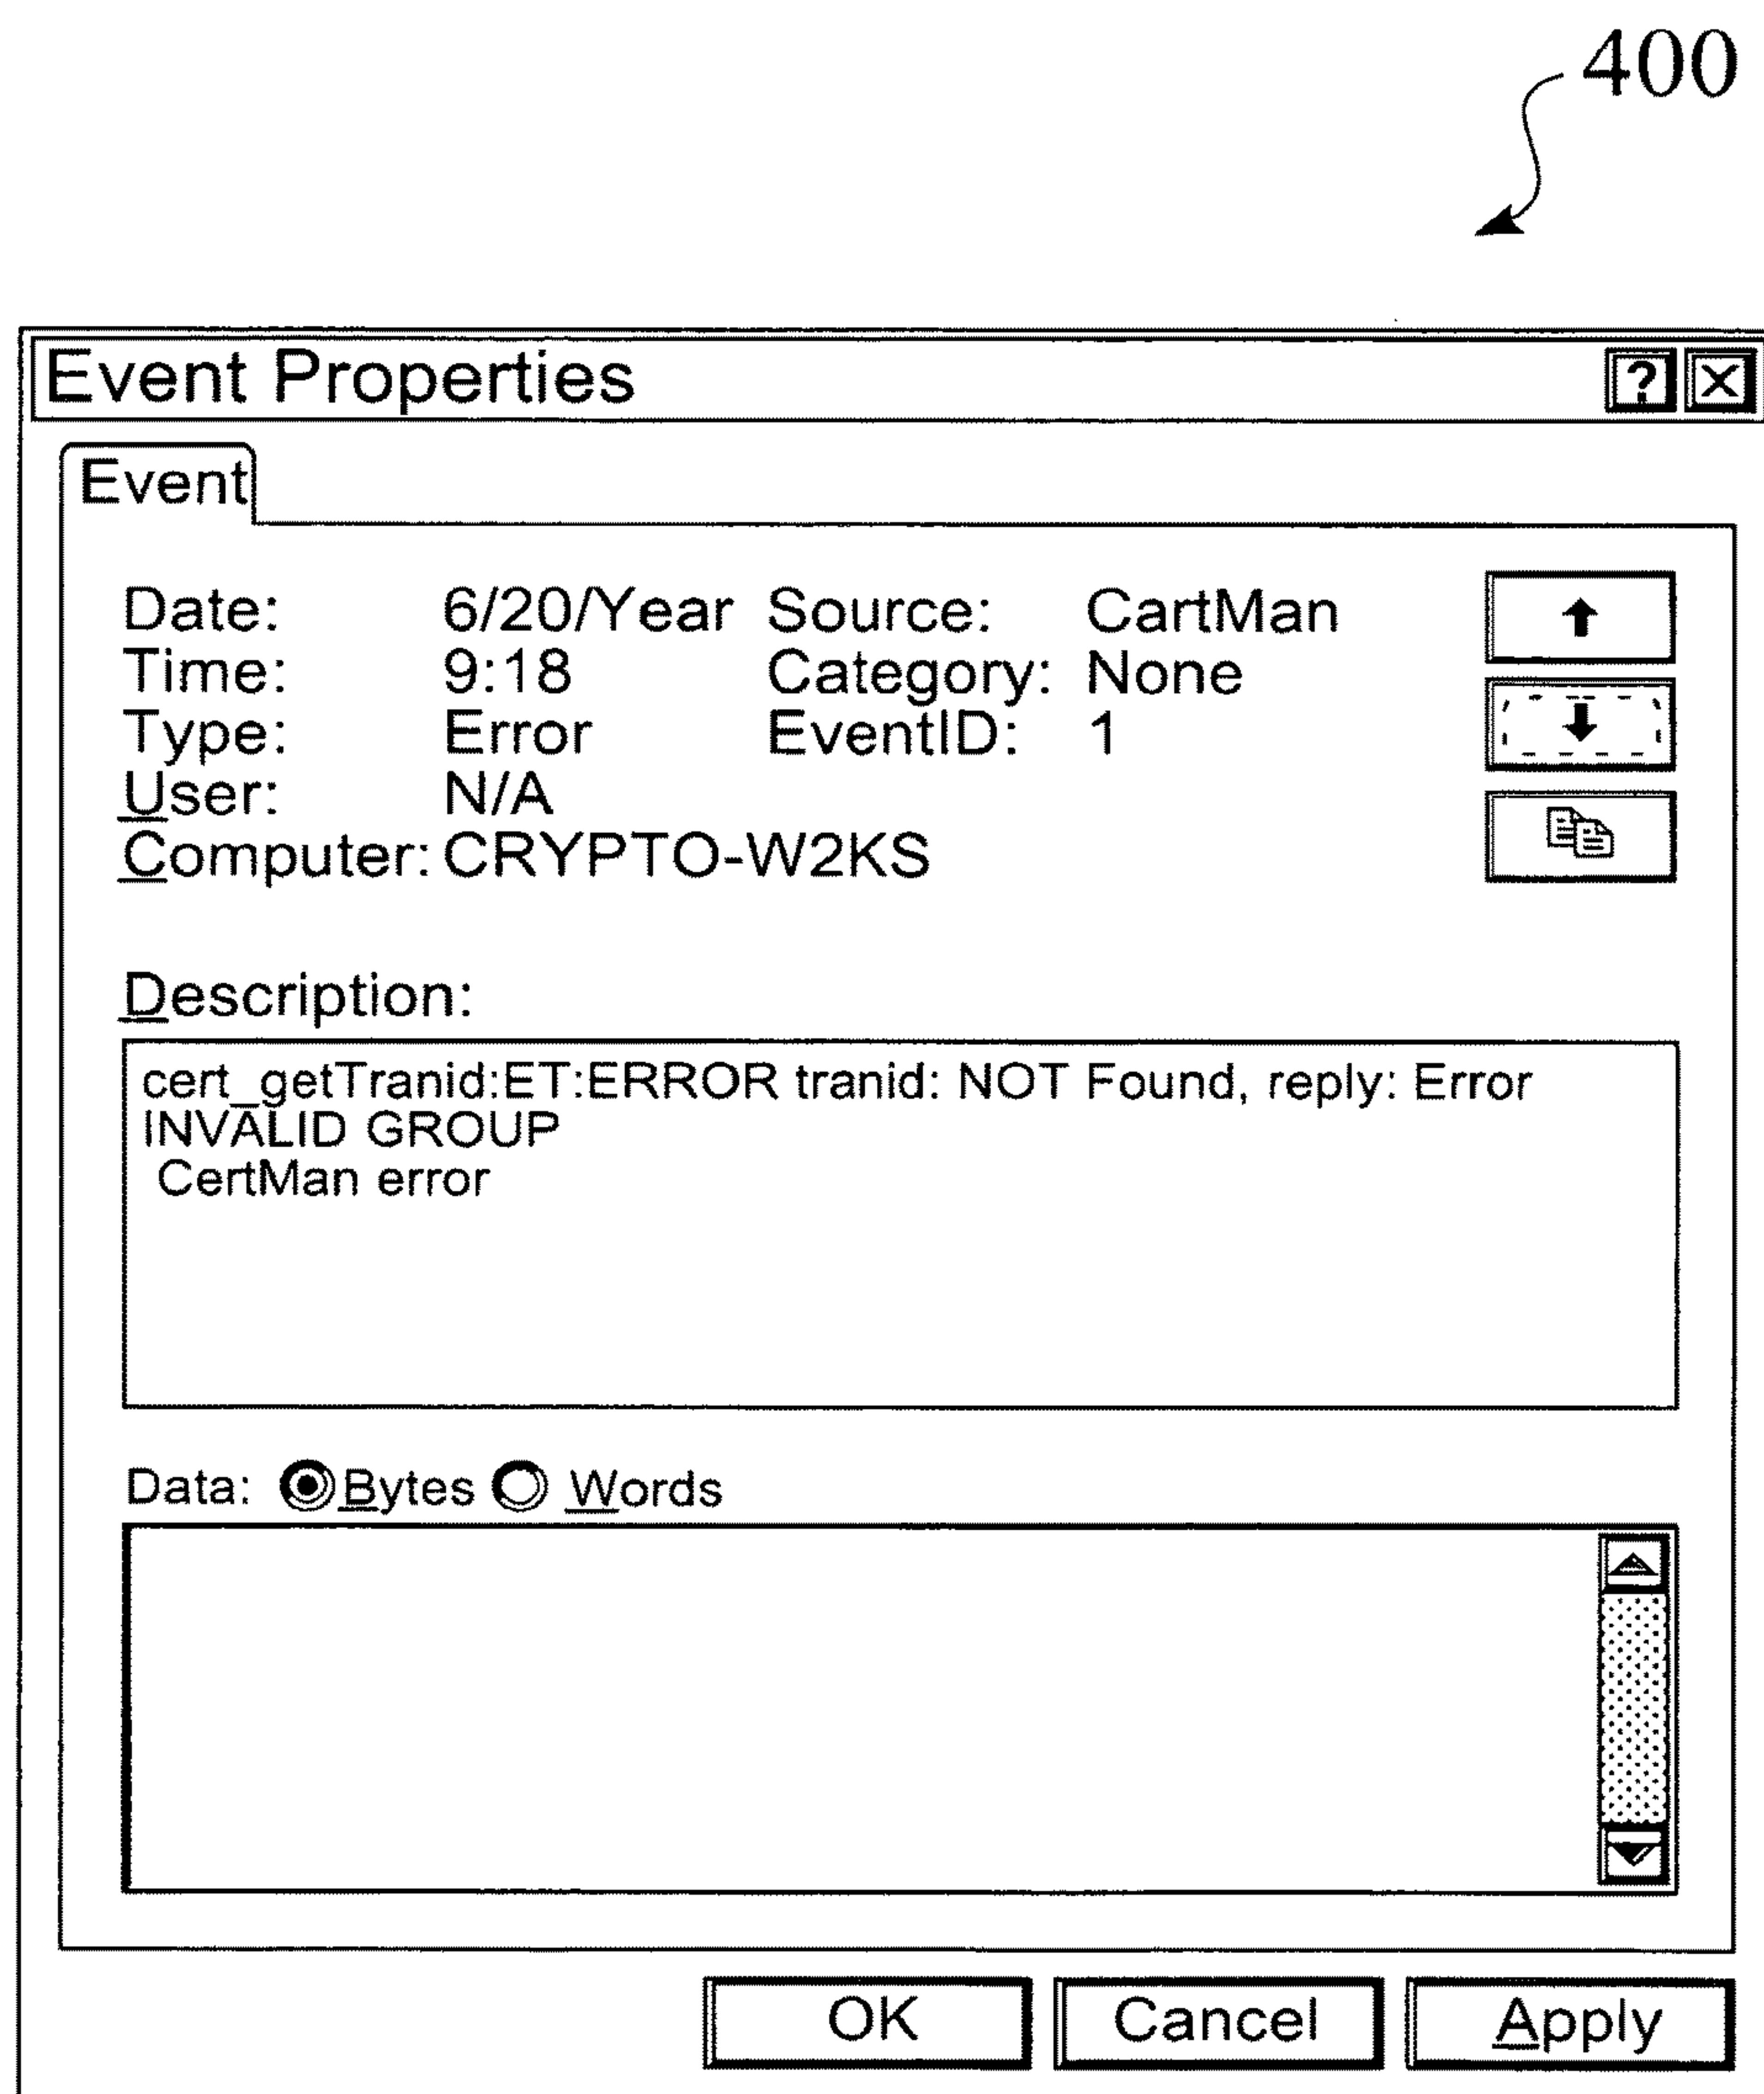 400
Event Properties
Event
Date: 6/20/Year Source: CartMan
Time: 9:18 Category: None
Type: Error EventID: 1
User: N/A
Computer: CRYPTO-W2KS
Description:
cert_getTranid:ET:ERROR tranid: NOT Found, reply: Error
INVALID GROUP
CertMan error
Data: Bytes Words
OK Cancel Apply